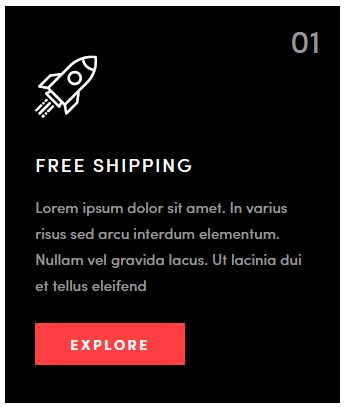 01
FREE SHIPPING
Lorem ipsum dolor sit amet. In varius
risus sed arcu interdum elementum.
Nullam vel gravida lacus. Ut lacinia dui
et tellus eleifend
EXPLORE